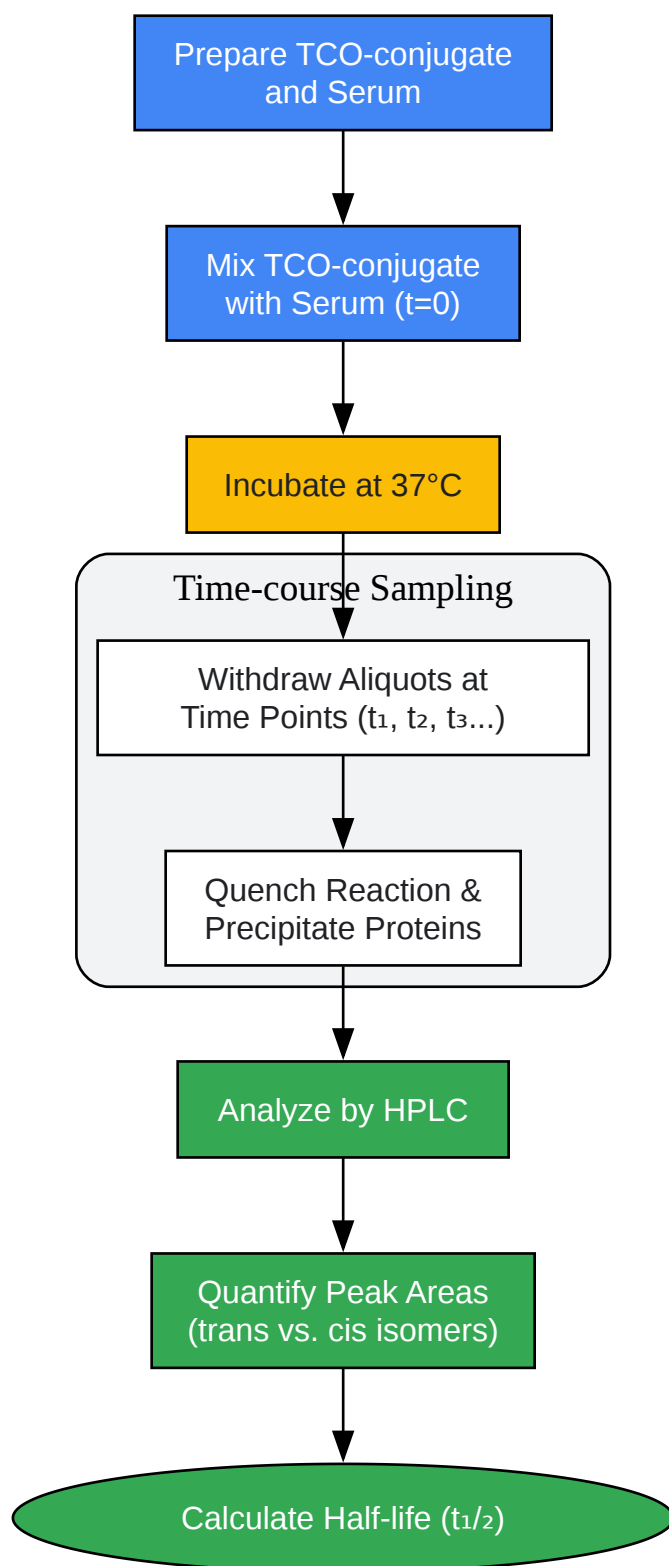 Prepare TCO-conjugate
and Serum
Mix TCO-conjugate
with Serum (t=0)
Incubate at 37°C
Time-course Sampling
Withdraw Aliquots at
Time Points (t₁, t₂, t₃...)
Quench Reaction &
Precipitate Proteins
Analyze by HPLC
Quantify Peak Areas
(trans vs. cis isomers)
Calculate Half-life (t₁/₂)